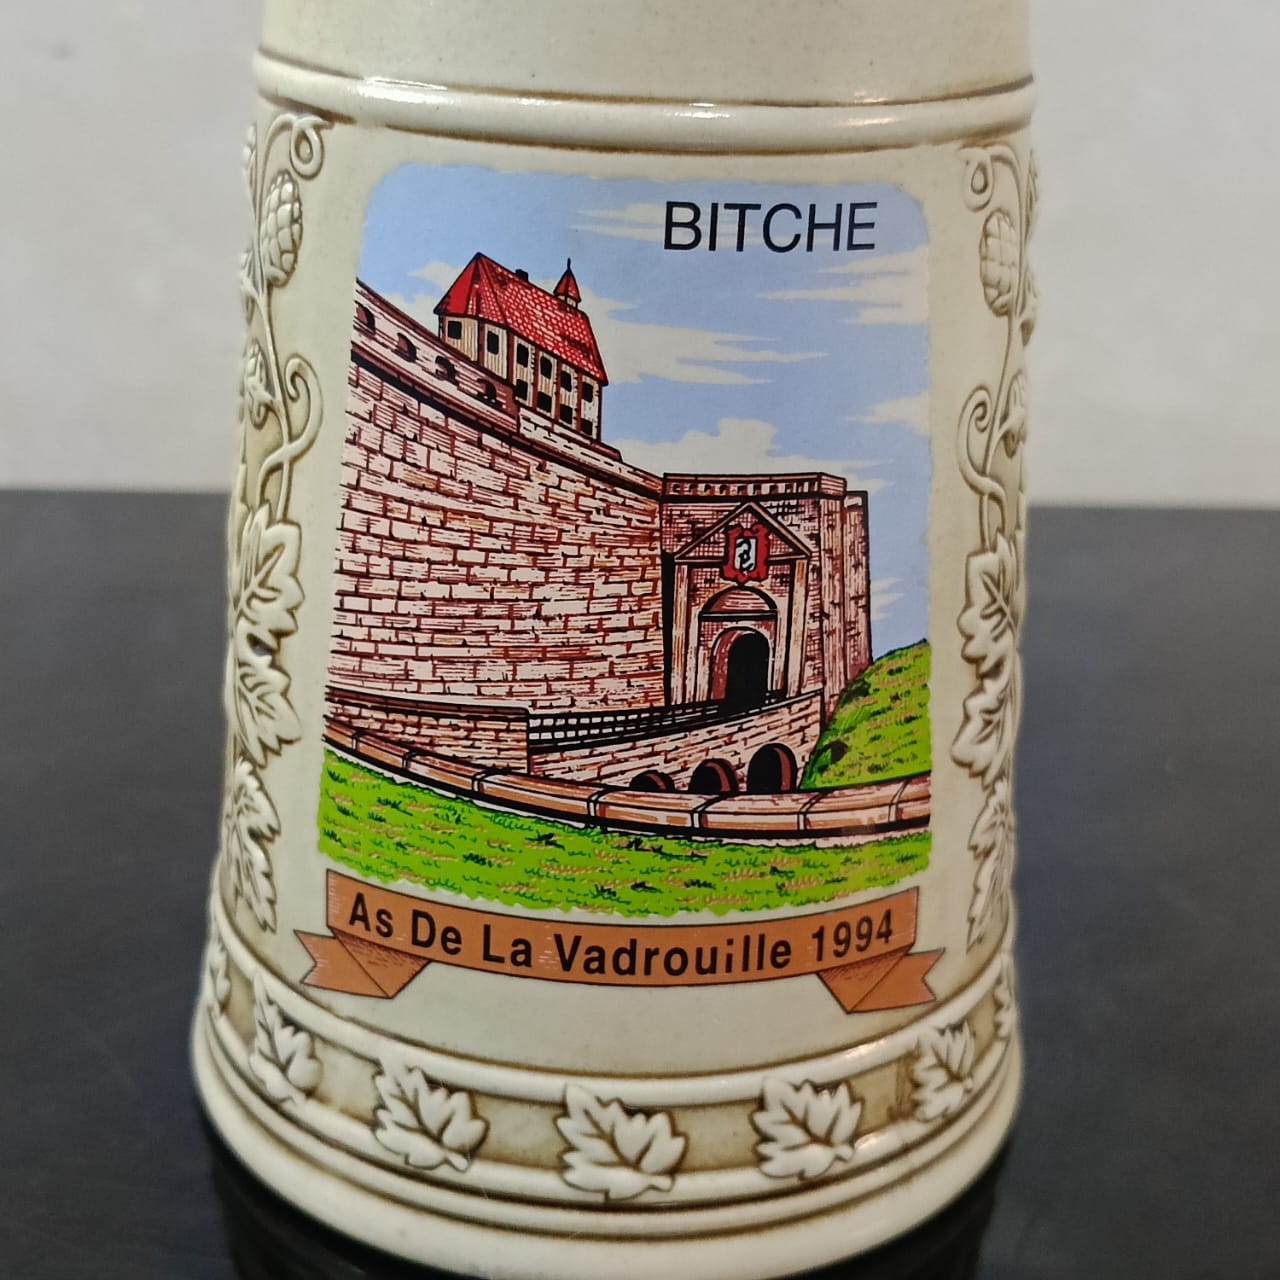 BITCHE
As De La Vadrouille 1994